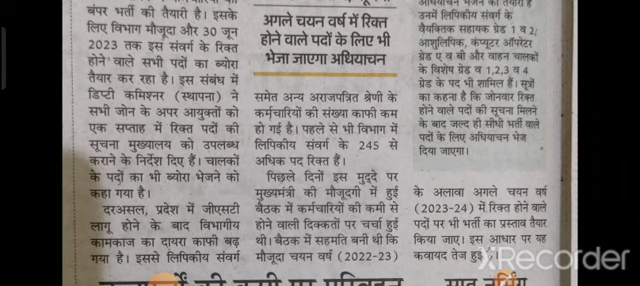 बंपर भर्ती की तैयारी है। इसके
लिए विभाग मौजूदा और 30 जून
2023 तक इस संवर्ग के रिक्त
होने वाले सभी पदों का ब्योरा
तैयार कर रहा है। इस संबंध में
डिप्टी कमिश्नर (स्थापना) ने
सभी जोन के अपर आयुक्तों को
एक सप्ताह में रिक्त पदों की
सूचना मुख्यालय को उपलब्ध
कराने के निर्देश दिए हैं। चालकों
के पदों का भी ब्योरा भेजने को
कहा गया है।
दरअसल, प्रदेश में जीएसटी
लागू होने के बाद विभागीय
कामकाज का दायरा काफी बढ़
गया है। इससे लिपिकीय संवर्ग
अगले चयन वर्ष में रिक्त
होने वाले पदों के लिए भी
भेजा जाएगा अधियाचन
समेत अन्य अराजपत्रित श्रेणी के
कर्मचारियों की संख्या काफी कम
हो गई है। पहले से भी विभाग में
लिपिकीय संवर्ग के 245 से
अधिक पद रिक्त हैं।
पिछले दिनों इस मुद्दे पर
मुख्यमंत्री की मौजूदगी में हुई
बैठक में कर्मचारियों की कमी से
होने वाली दिक्कतों पर चर्चा हुई
थी। बैठक में सहमति बनी थी कि
मौजूदा चयन वर्ष (2022-23)
अधियाचन भेजने की तैयारी है
उनमें लिपिकीय संवर्ग के
वैयक्तिक सहायक ग्रेड 1 व 2,
आशुलिपिक, कंप्यूटर ऑपरेटर
ग्रेड ए व बी और वाहन चालकों
के विशेष ग्रेड व 1,2,3 व 4
ग्रेड के पद भी शामिल हैं। सूत्रों
का कहना है कि जोनवार रिक्त
होने वाले पदों की सूचना मिलने
के बाद जल्द ही सीधी भर्ती वाले
पदों के लिए अधियाचन भेज
दिया जाएगा।
के अलावा अगले चयन वर्ष
(2023-24) में रिक्त होने वाले
पदों पर भी भर्ती का प्रस्ताव तैयार
किया जाए। इस आधार पर यह
कवायद तेज हुई
XRecorder